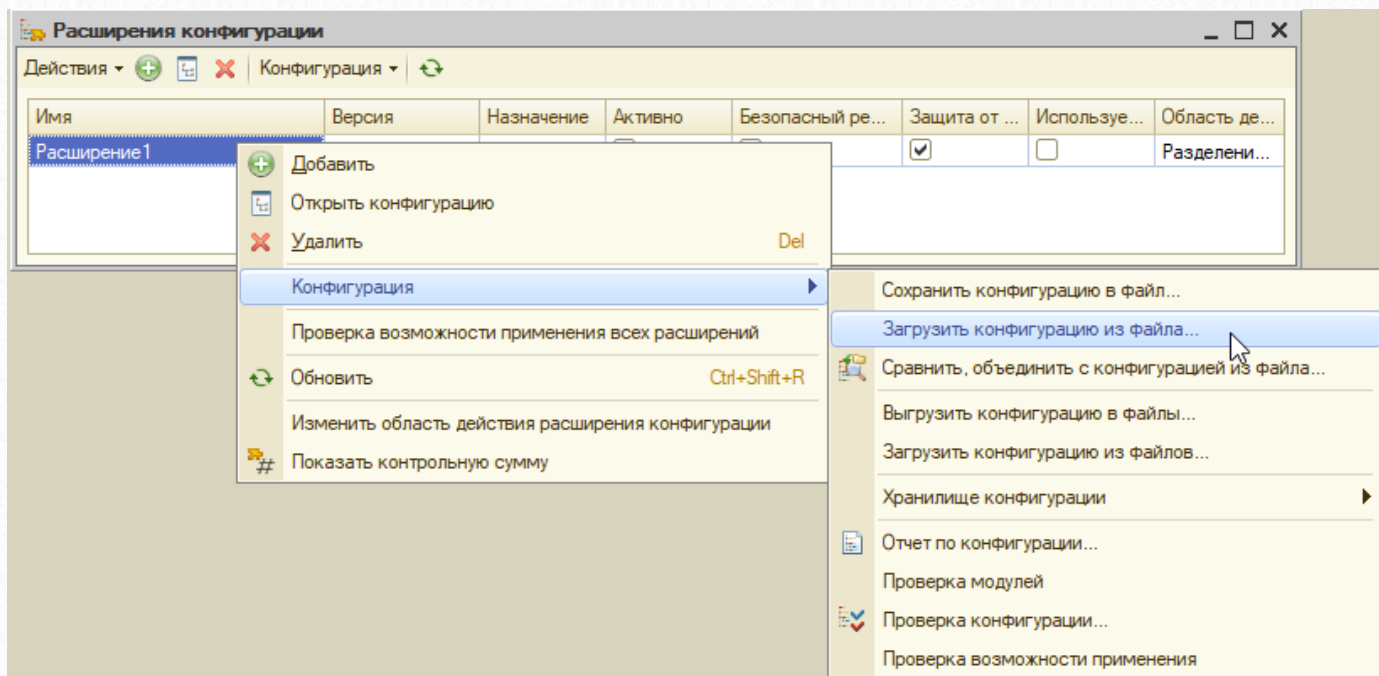 Расширения конфигурации
Действия Конфигурация
Имя Версия Назначение Активно Безопасный ре... Защита от ... Используе... Область де...
Расширение1 Разделени...
Добавить
Открыть конфигурацию
Удалить Del
Конфигурация
Проверка возможности применения всех расширений
Обновить Ctrl+Shift+R
Изменить область действия расширения конфигурации
Показать контрольную сумму
Сохранить конфигурацию в файл...
Загрузить конфигурацию из файла...
Сравнить, объединить с конфигурацией из файла...
Выгрузить конфигурацию в файлы...
Загрузить конфигурацию из файлов...
Хранилище конфигурации
Отчет по конфигурации...
Проверка модулей
Проверка конфигурации...
Проверка возможности применения